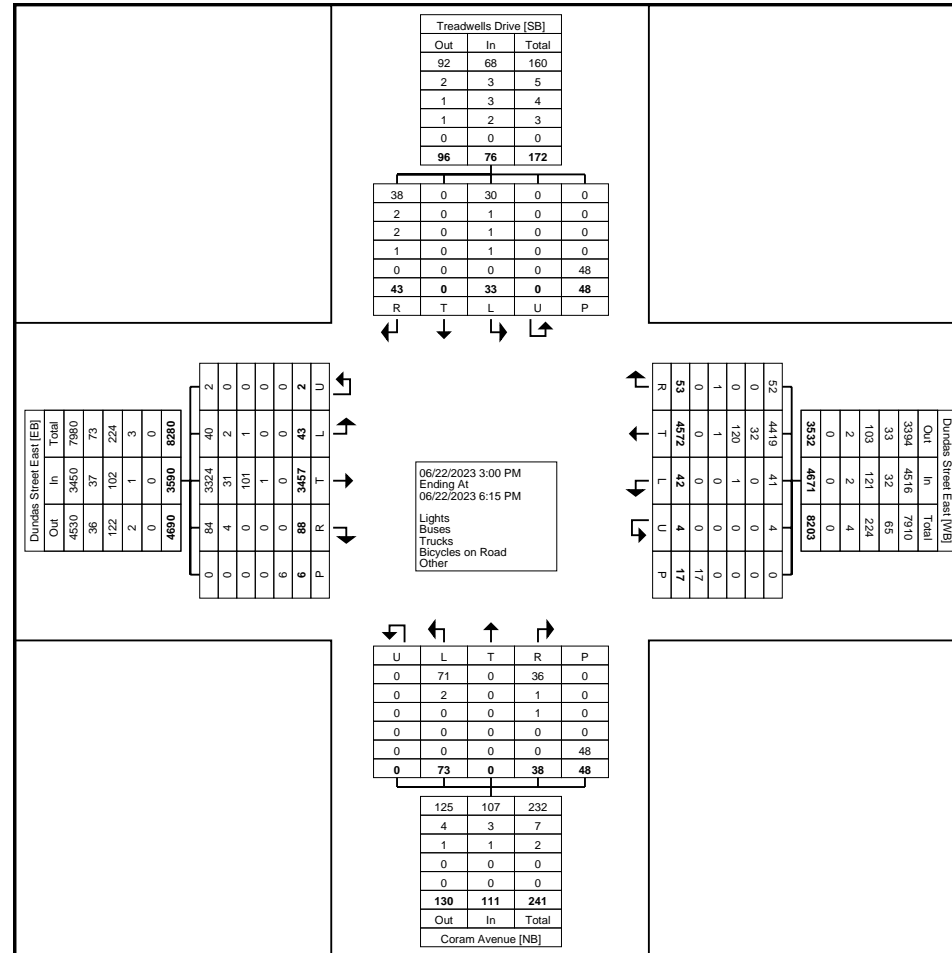 Treadwells Drive [SB]
Out In Total
92 68 160
2 3 5
1 3 4
1 2 3
0 0 0
96 76 172
38 0 30 0 0
2 0 1 0 0
2 0 1 0 0
1 0 1 0 0
0 0 0 0 48
43 0 33 0 48
R T L U P
Dundas Street East [EB]
Total In Out
7980 3450 4530
73 37 36
224 102 122
3 1 2
0 0 0
8280 3590 4690
2 40 3324 84 0
0 2 31 4 0
0 1 101 0 0
0 0 1 0 0
0 0 0 0 6
2 43 3457 88 6
U L T R P
06/22/2023 3:00 PM
Ending At
06/22/2023 6:15 PM
Lights
Buses
Trucks
Bicycles on Road
Other
R T L U P
53 4572 42 4 17
0 0 0 0 17
1 1 0 0 0
0 120 1 0 0
0 32 0 0 0
52 4419 41 4 0
Dundas Street East [WB]
Out In Total
3394 4516 7910
33 32 65
103 121 224
2 2 4
0 0 0
3532 4671 8203
U L T R P
0 71 0 36 0
0 2 0 1 0
0 0 0 1 0
0 0 0 0 0
0 0 0 0 48
0 73 0 38 48
125 107 232
4 3 7
1 1 2
0 0 0
0 0 0
130 111 241
Out In Total
Coram Avenue [NB]